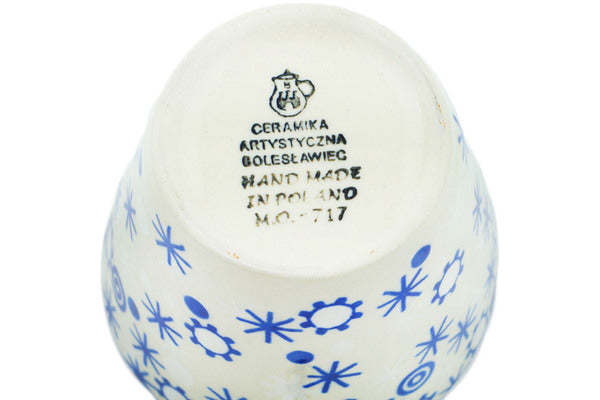 B
CERAMIKA
ARTYSTYCZNA
BOLESŁAWIEC
HAND MADE
IN POLAND
M.O. - 717